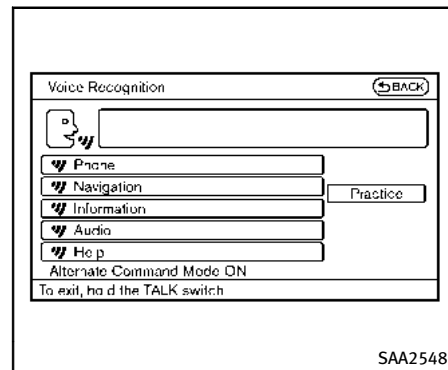 Voice Recognition
BACK
Phone
Navigation
Practice
Information
Audio
Help
Alternate Command Mode ON
To exit, hold the TALK switch
SAA2548